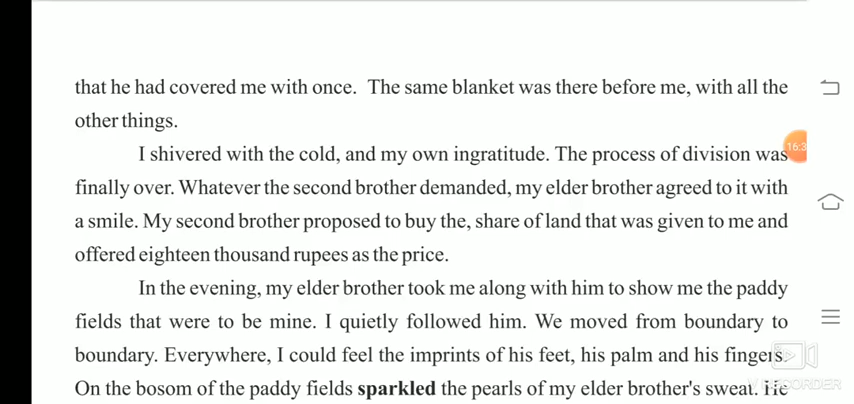 that he had covered me with once. The same blanket was there before me, with all the
other things.
I shivered with the cold, and my own ingratitude. The process of division was
finally over. Whatever the second brother demanded, my elder brother agreed to it with
a smile. My second brother proposed to buy the, share of land that was given to me and
offered eighteen thousand rupees as the price.
In the evening, my elder brother took me along with him to show me the paddy
fields that were to be mine. I quietly followed him. We moved from boundary to
boundary. Everywhere, I could feel the imprints of his feet, his palm and his fingers.
On the bosom of the paddy fields sparkled the pearls of my elder brother's sweat. He
16:3
RECORDER